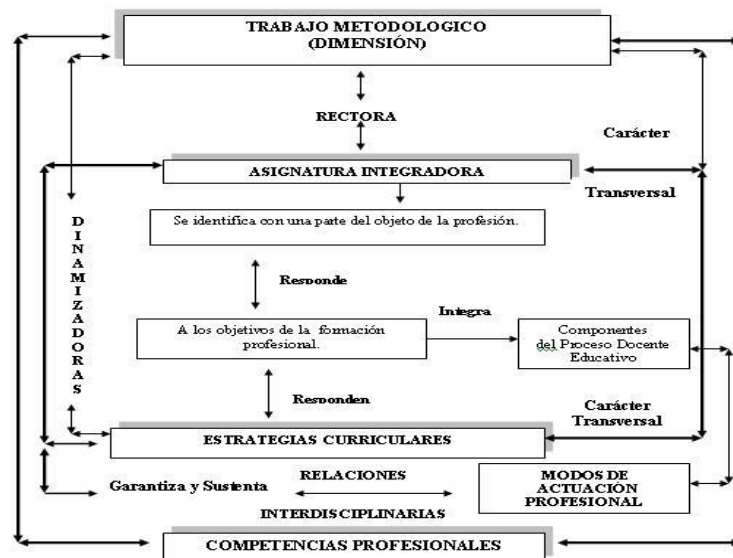 TRABAJO METODOLOGICO
(DIMENSIÓN)
RECTORA
Carácter
ASIGNATURA INTEGRADORA
Transversal
Se identifica con una parte del objeto de la profesión.
DINAMIZADORAS
Responde
Integra
A los objetivos de la formación
profesional.
Componentes
del Proceso Docente
Educativo
Responden
Carácter
Transversal
ESTRATEGIAS CURRICULARES
Garantiza y Sustenta
RELACIONES
INTERDISCIPLINARIAS
MODOS DE
ACTUACIÓN
PROFESIONAL
COMPETENCIAS PROFESIONALES